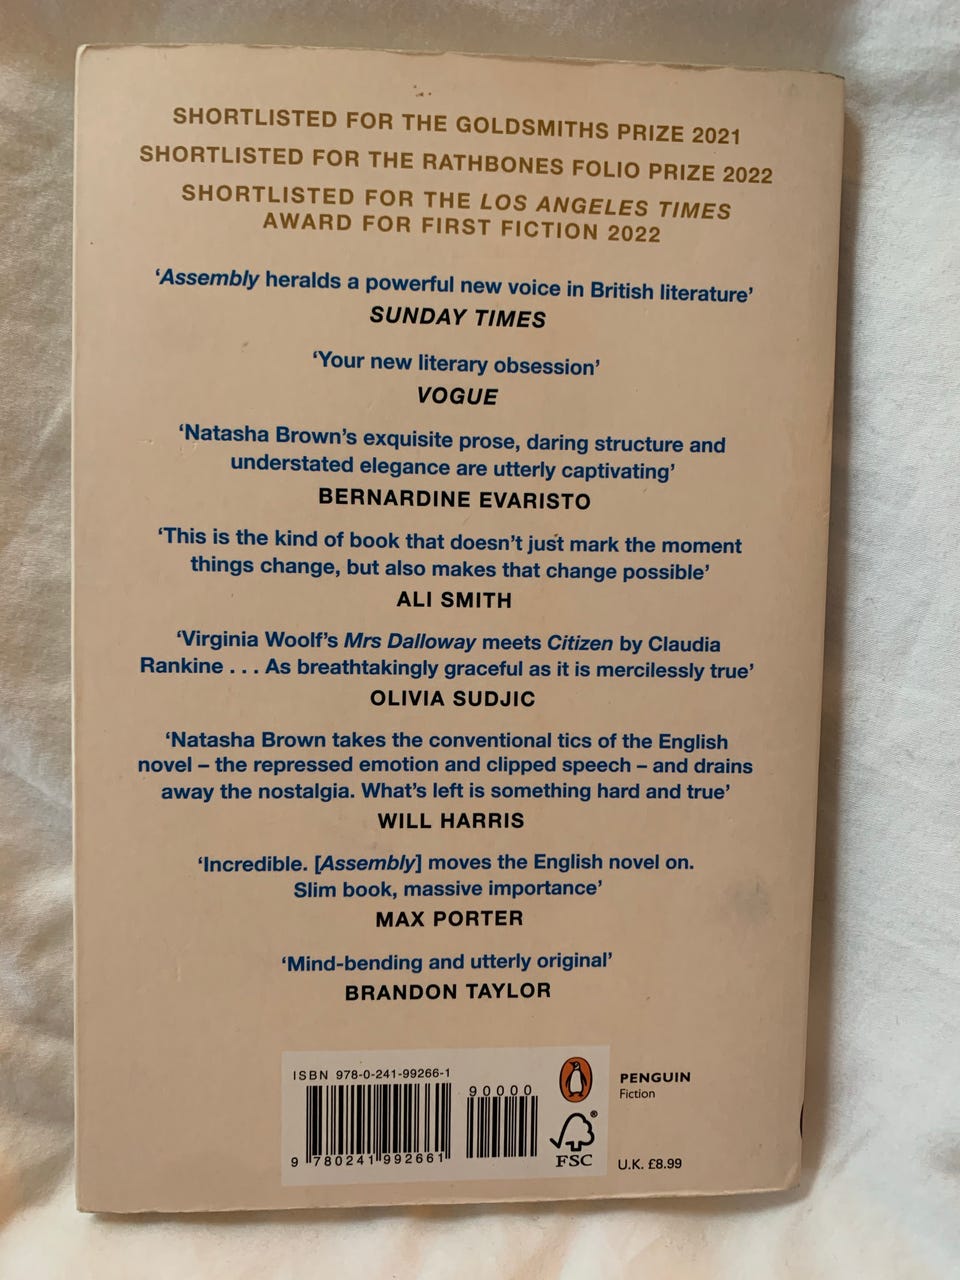 SHORTLISTED FOR THE GOLDSMITHS PRIZE 2021
SHORTLISTED FOR THE RATHBONES FOLIO PRIZE 2022
SHORTLISTED FOR THE LOS ANGELES TIMES
AWARD FOR FIRST FICTION 2022
‘Assembly heralds a powerful new voice in British literature’
SUNDAY TIMES
‘Your new literary obsession’
VOGUE
‘Natasha Brown’s exquisite prose, daring structure and
understated elegance are utterly captivating’
BERNARDINE EVARISTO
‘This is the kind of book that doesn’t just mark the moment
things change, but also makes that change possible’
ALI SMITH
‘Virginia Woolf’s Mrs Dalloway meets Citizen by Claudia
Rankine . . . As breathtakingly graceful as it is mercilessly true’
OLIVIA SUDJIC
‘Natasha Brown takes the conventional tics of the English
novel – the repressed emotion and clipped speech – and drains
away the nostalgia. What’s left is something hard and true’
WILL HARRIS
‘Incredible. [Assembly] moves the English novel on.
Slim book, massive importance’
MAX PORTER
‘Mind-bending and utterly original’
BRANDON TAYLOR
ISBN 978-0-241-99266-1
90000
9 780241 992661
FSC
®
PENGUIN
Fiction
U.K. £8.99